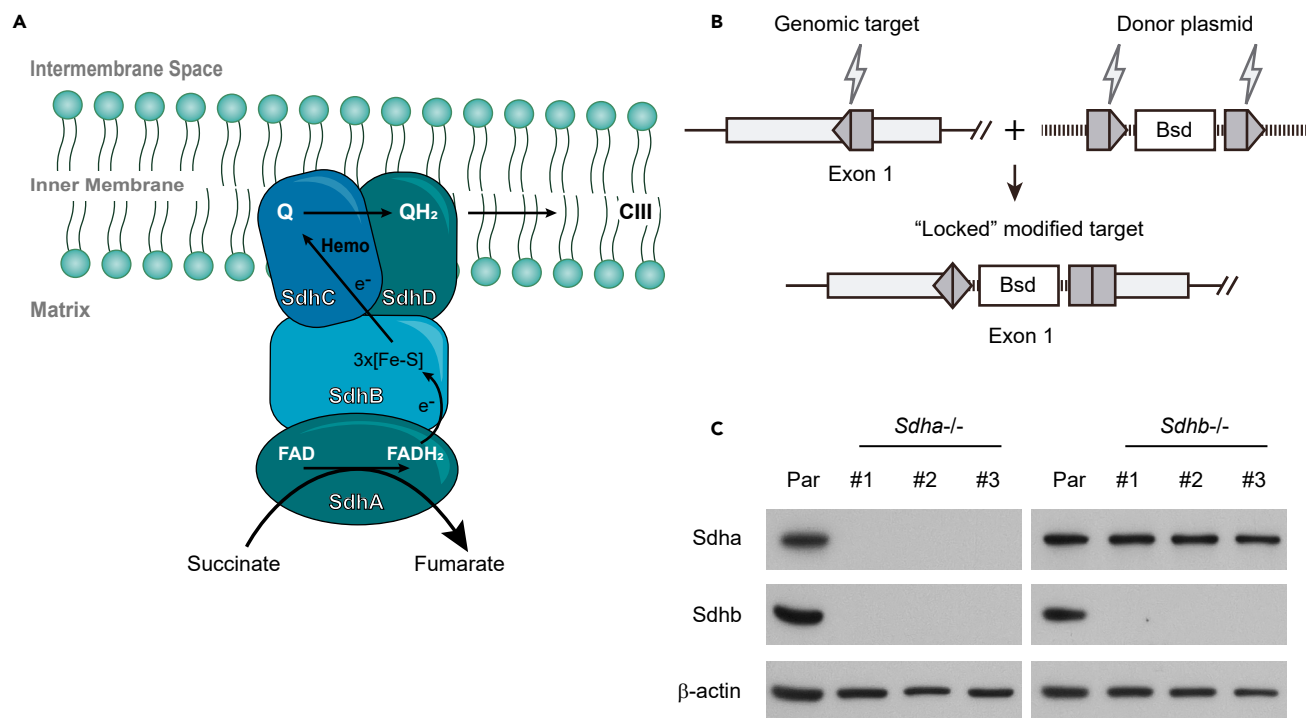 A
Intermembrane Space
Inner Membrane
Matrix
Q
QH₂
CIII
Hemo
e⁻
SdhC
SdhD
3x[Fe-S]
SdhB
e⁻
FAD
FADH₂
SdhA
Succinate
Fumarate
B
Genomic target
Donor plasmid
Bsd
+
Exon 1
“Locked” modified target
Bsd
Exon 1
C
Sdha-/-
Sdhb-/-
Par #1 #2 #3 Par #1 #2 #3
Sdha
Sdhb
β-actin